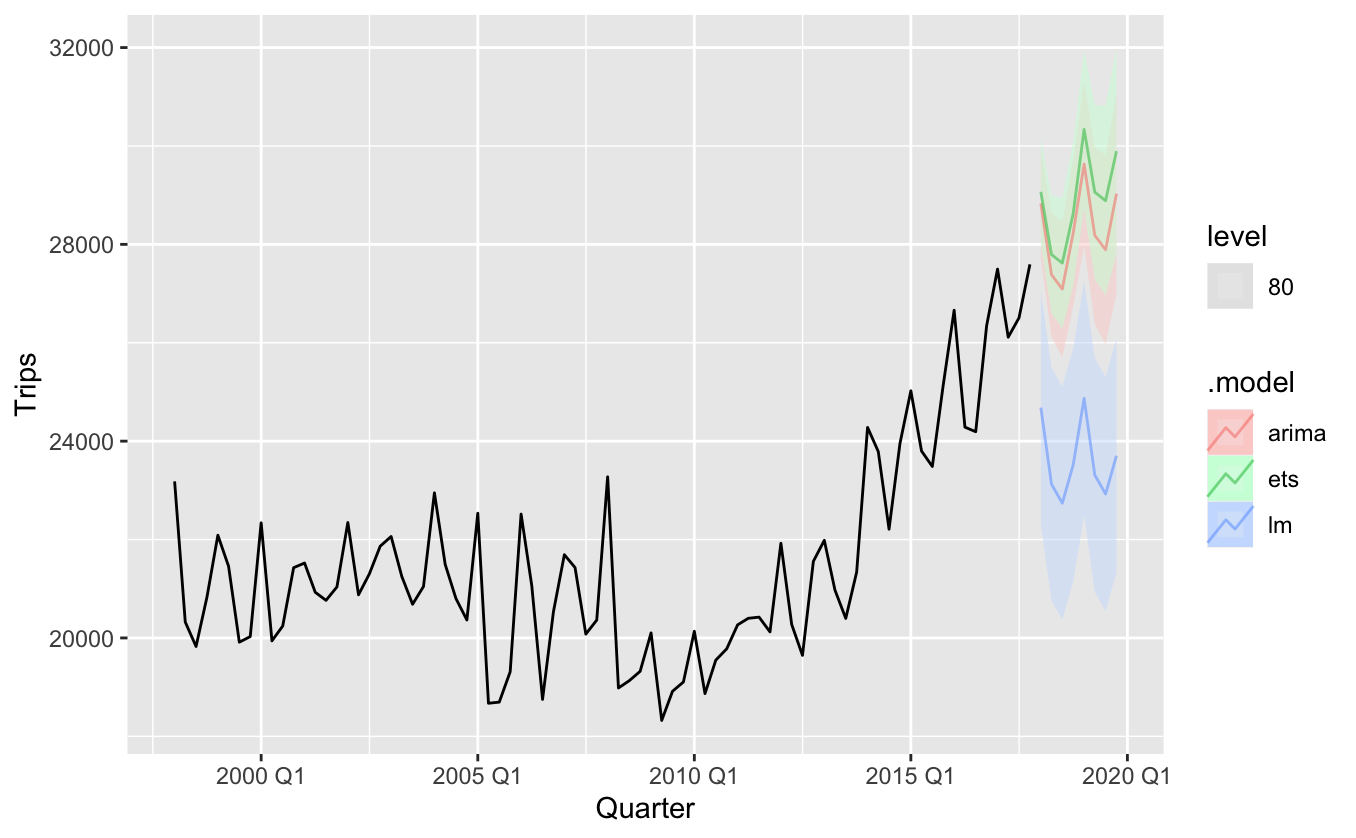 32000
28000
24000
20000
Trips
2000 Q1
2005 Q1
2010 Q1
2015 Q1
2020 Q1
Quarter
level
80
.model
arima
ets
lm